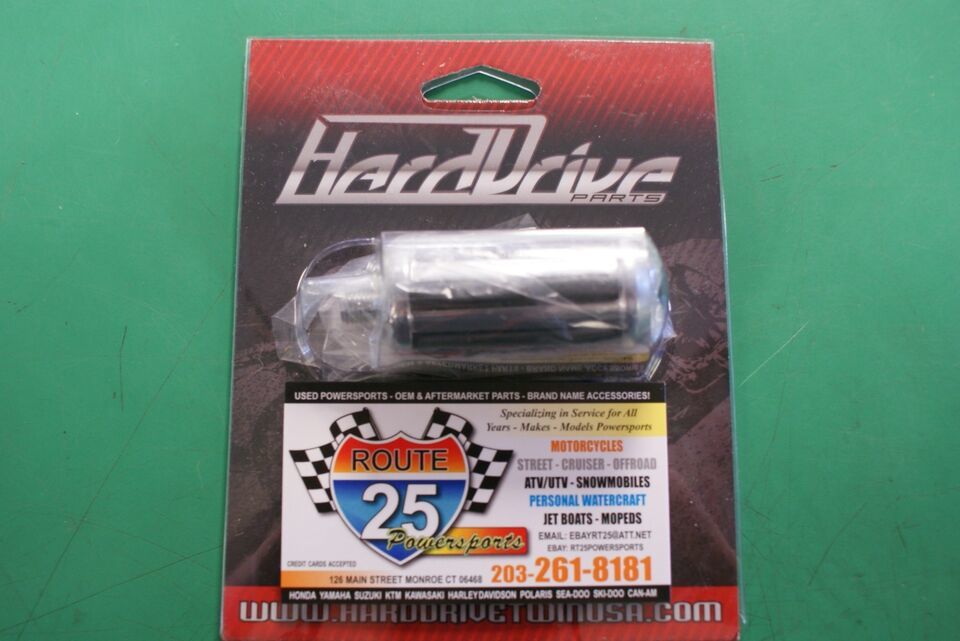 HardDrive
PARTS
USED POWERSPORTS - OEM & AFTERMARKET PARTS - BRAND NAME ACCESSORIES!
Specializing in Service for All
Years - Makes - Models Powersports
ROUTE
25
Powersports
MOTORCYCLES
STREET - CRUISER - OFFROAD
ATV/UTV - SNOWMOBILES
PERSONAL WATERCRAFT
JET BOATS - MOPEDS
EMAIL: EBAYRT25@ATT.NET
EBAY: RT25POWERSPORTS
CREDIT CARDS ACCEPTED
126 MAIN STREET MONROE CT 06468
203-261-8181
HONDA YAMAHA SUZUKI KTM KAWASAKI HARLEY DAVIDSON POLARIS SEA-DOO SKI-DOO CAN-AM
WWW.HARDDRIVETWINUSA.COM